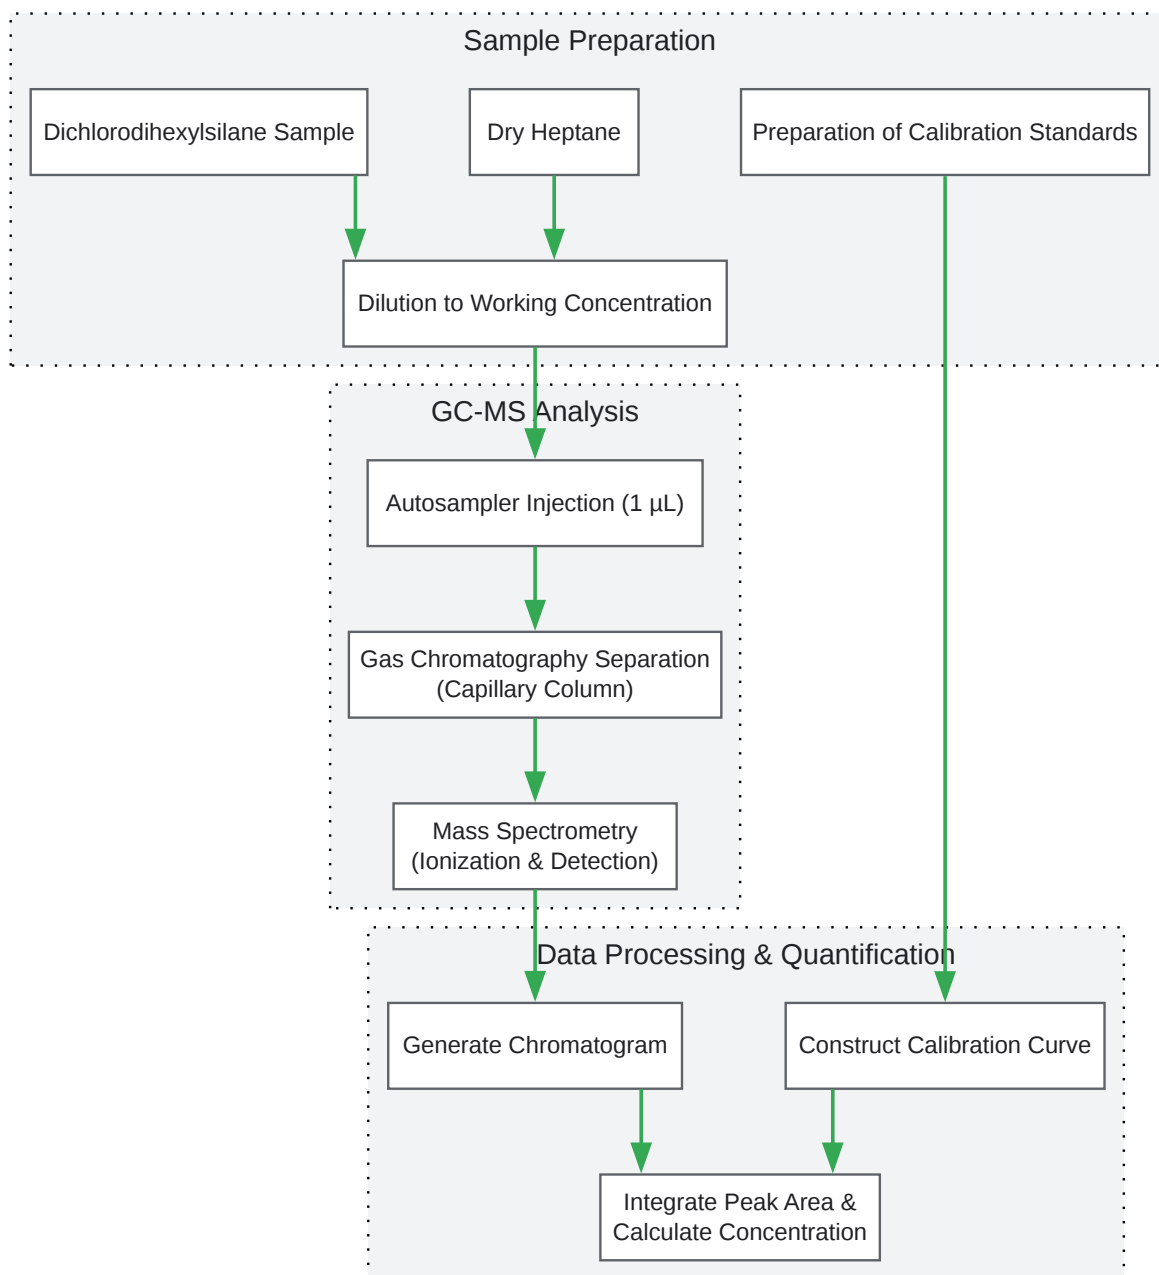 Sample Preparation
Dichlorodihexylsilane Sample
Dry Heptane
Preparation of Calibration Standards
Dilution to Working Concentration
GC-MS Analysis
Autosampler Injection (1 µL)
Gas Chromatography Separation
(Capillary Column)
Mass Spectrometry
(Ionization & Detection)
Data Processing & Quantification
Generate Chromatogram
Construct Calibration Curve
Integrate Peak Area &
Calculate Concentration